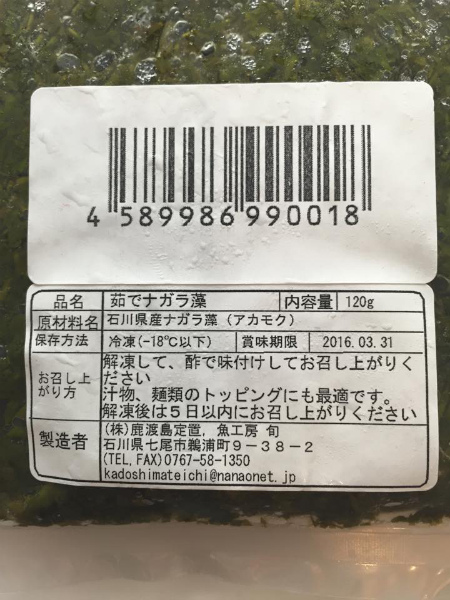 4 589986 990018
品名 茹でナガラ藻 内容量 120g
原材料名 石川県産ナガラ藻（アカモク）
保存方法 冷凍(-18℃以下) 賞味期限 2016.03.31
お召し上がり方
解凍して、酢で味付けしてお召し上がりく
ださい
汁物、麺類のトッピングにも最適です。
解凍後は５日以内にお召し上がりください
製造者
(株)鹿渡島定置，魚工房 旬
石川県七尾市鵜浦町９－３８－２
(TEL,FAX)0767-58-1350
kadoshimateichi@nanaonet.jp